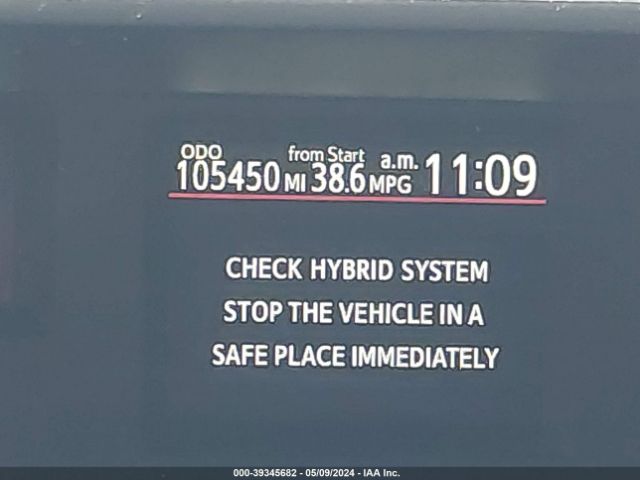 ODO from Start a.m. 11:09
105450 MI 38.6 MPG
CHECK HYBRID SYSTEM
STOP THE VEHICLE IN A
SAFE PLACE IMMEDIATELY
000-39345682 - 05/09/2024 - IAA Inc.